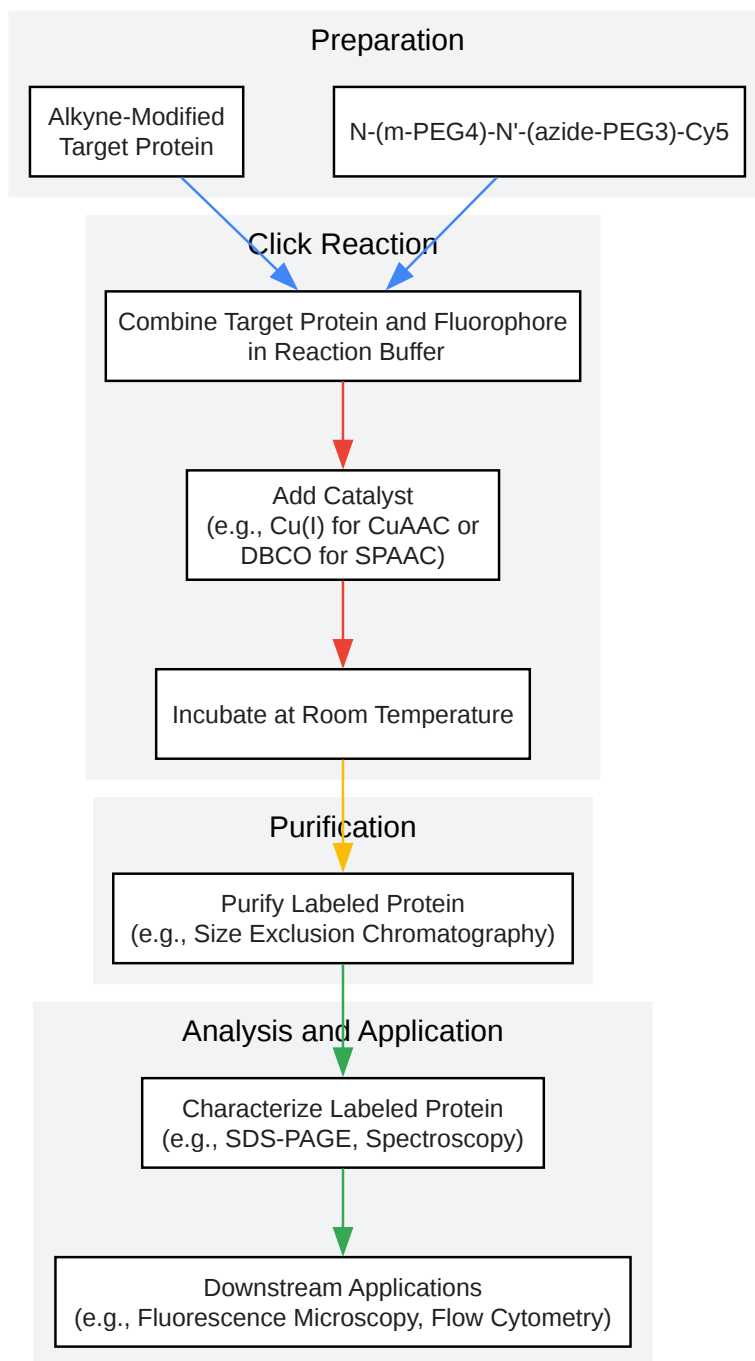 Preparation
Alkyne-Modified
Target Protein
N-(m-PEG4)-N'-(azide-PEG3)-Cy5
Click Reaction
Combine Target Protein and Fluorophore
in Reaction Buffer
Add Catalyst
(e.g., Cu(I) for CuAAC or
DBCO for SPAAC)
Incubate at Room Temperature
Purification
Purify Labeled Protein
(e.g., Size Exclusion Chromatography)
Analysis and Application
Characterize Labeled Protein
(e.g., SDS-PAGE, Spectroscopy)
Downstream Applications
(e.g., Fluorescence Microscopy, Flow Cytometry)